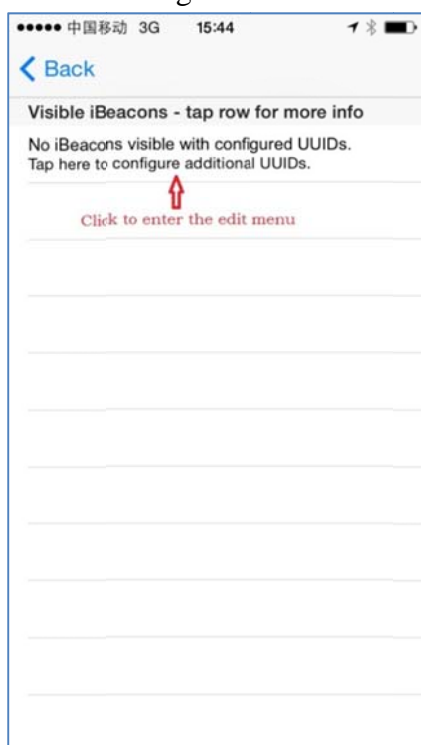 ●●●●● 中国移动 3G 15:44
Back
Visible iBeacons - tap row for more info
No iBeacons visible with configured UUIDs.
Tap here to configure additional UUIDs.
Click to enter the edit menu